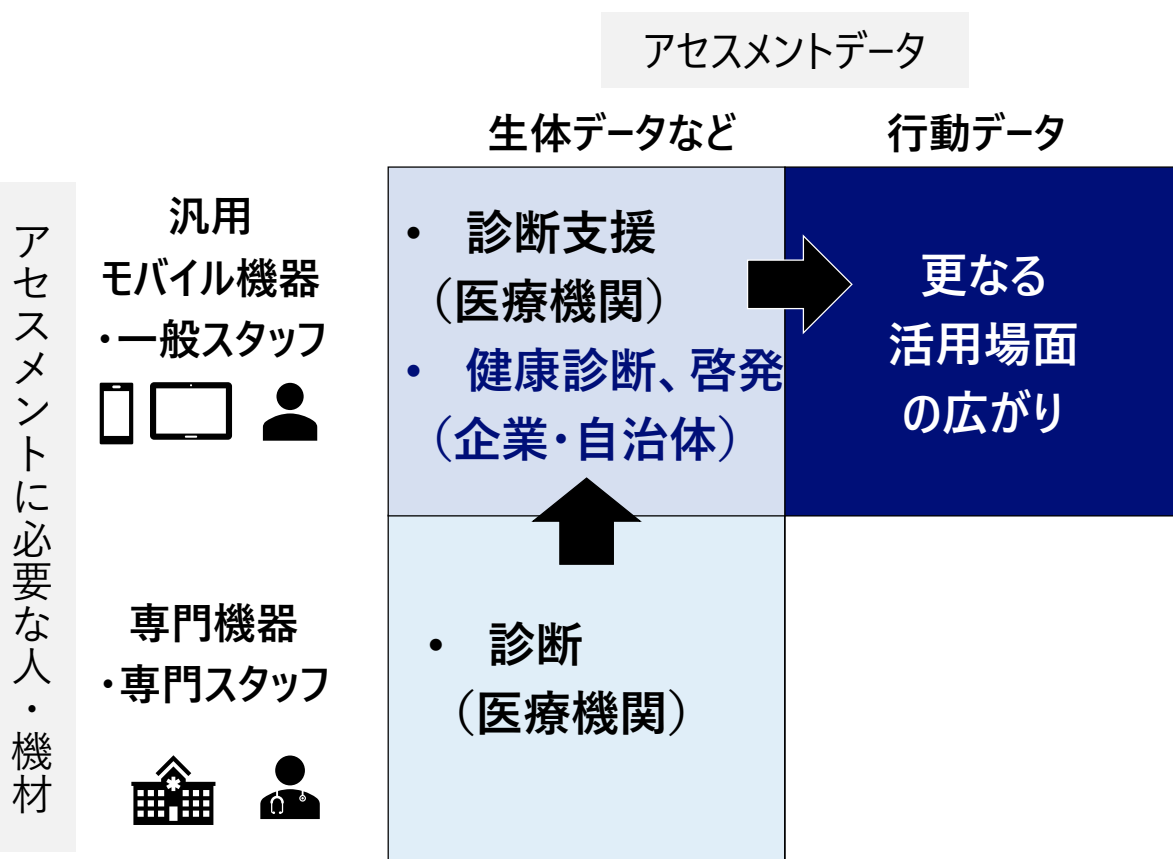 アセスメントデータ
生体データなど
行動データ
アセスメントに必要な人・機材
汎用
モバイル機器
・一般スタッフ
• 診断支援
（医療機関）
• 健康診断、啓発
（企業・自治体）
更なる
活用場面
の広がり
専門機器
・専門スタッフ
• 診断
（医療機関）